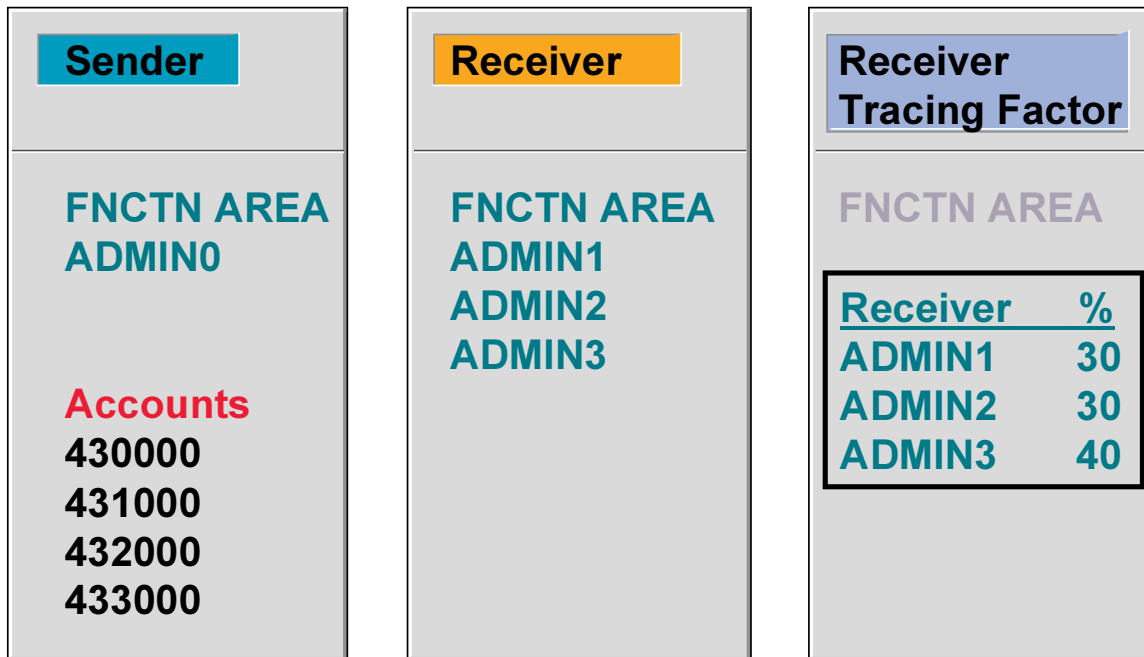 Sender
FNCTN AREA
ADMIN0
Accounts
430000
431000
432000
433000
Receiver
FNCTN AREA
ADMIN1
ADMIN2
ADMIN3
Receiver
Tracing Factor
FNCTN AREA
Receiver %
ADMIN1 30
ADMIN2 30
ADMIN3 40